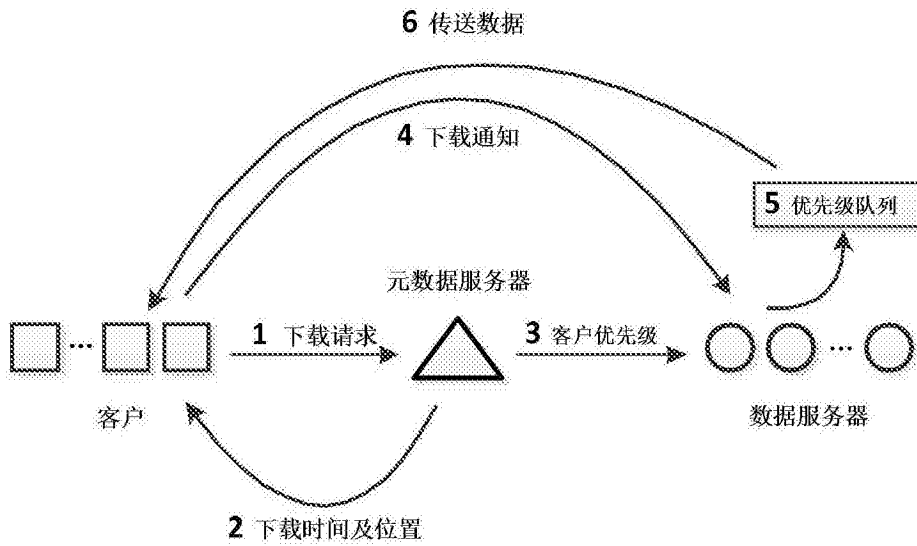 6 传送数据
4 下载通知
5 优先级队列
元数据服务器
1 下载请求
3 客户优先级
...
...
客户
数据服务器
2 下载时间及位置